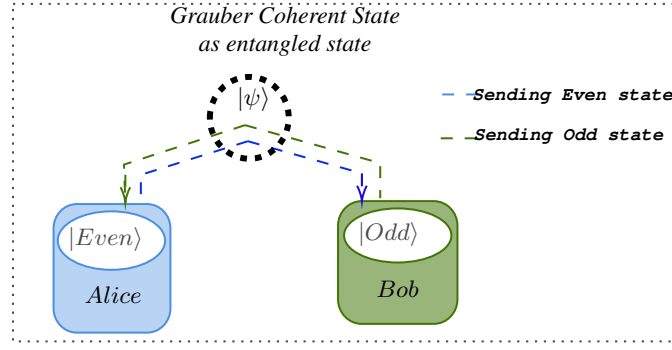 Grauber Coherent State
as entangled state
|ψ⟩
Sending Even state
Sending Odd state
|Even⟩
|Odd⟩
Alice
Bob